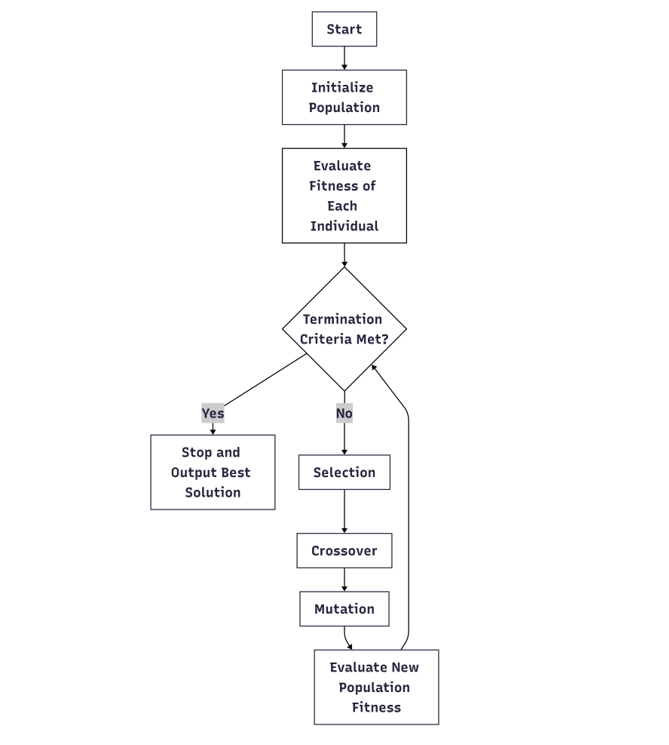 Start
Initialize
Population
Evaluate
Fitness of
Each
Individual
Termination
Criteria Met?
Yes
No
Stop and
Output Best
Solution
Selection
Crossover
Mutation
Evaluate New
Population
Fitness